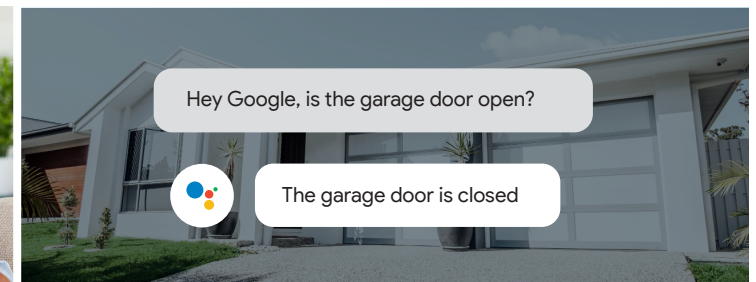 Hey Google, is the garage door open?
The garage door is closed